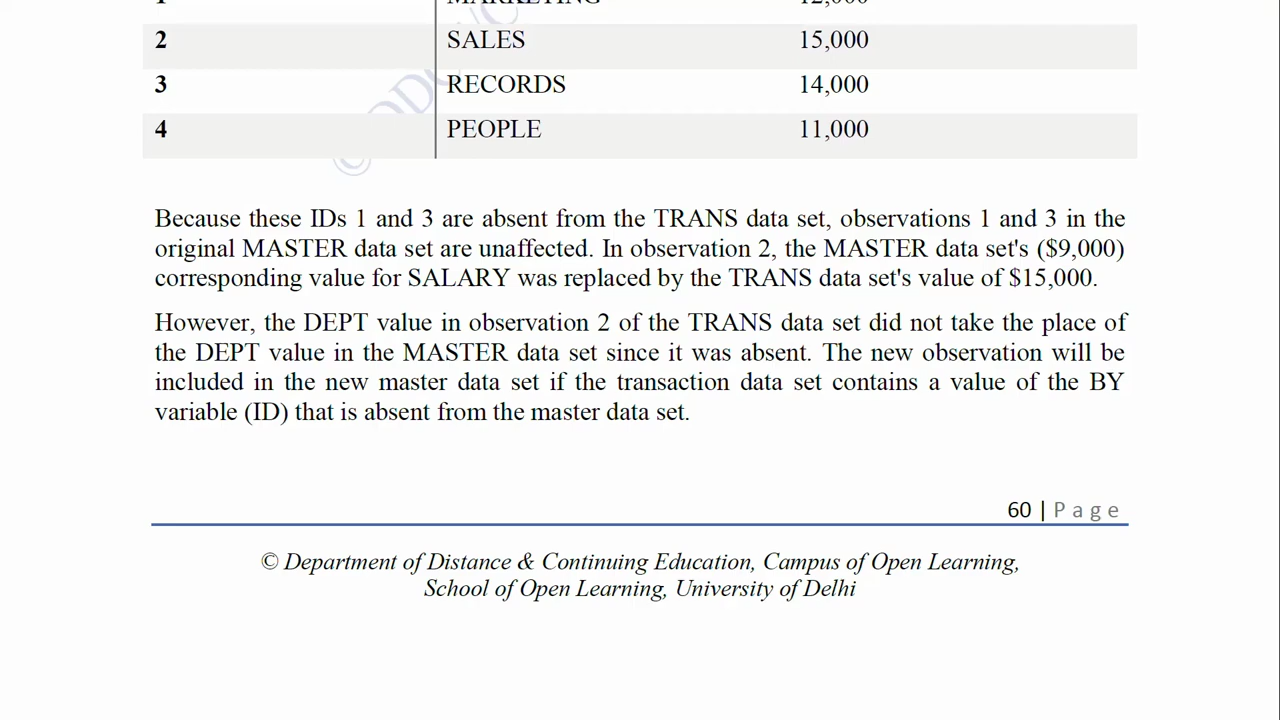 1 MARKETING 12,000
2 SALES 15,000
3 RECORDS 14,000
4 PEOPLE 11,000
Because these IDs 1 and 3 are absent from the TRANS data set, observations 1 and 3 in the
original MASTER data set are unaffected. In observation 2, the MASTER data set's ($9,000)
corresponding value for SALARY was replaced by the TRANS data set's value of $15,000.
However, the DEPT value in observation 2 of the TRANS data set did not take the place of
the DEPT value in the MASTER data set since it was absent. The new observation will be
included in the new master data set if the transaction data set contains a value of the BY
variable (ID) that is absent from the master data set.
60 | Page
© Department of Distance & Continuing Education, Campus of Open Learning,
School of Open Learning, University of Delhi